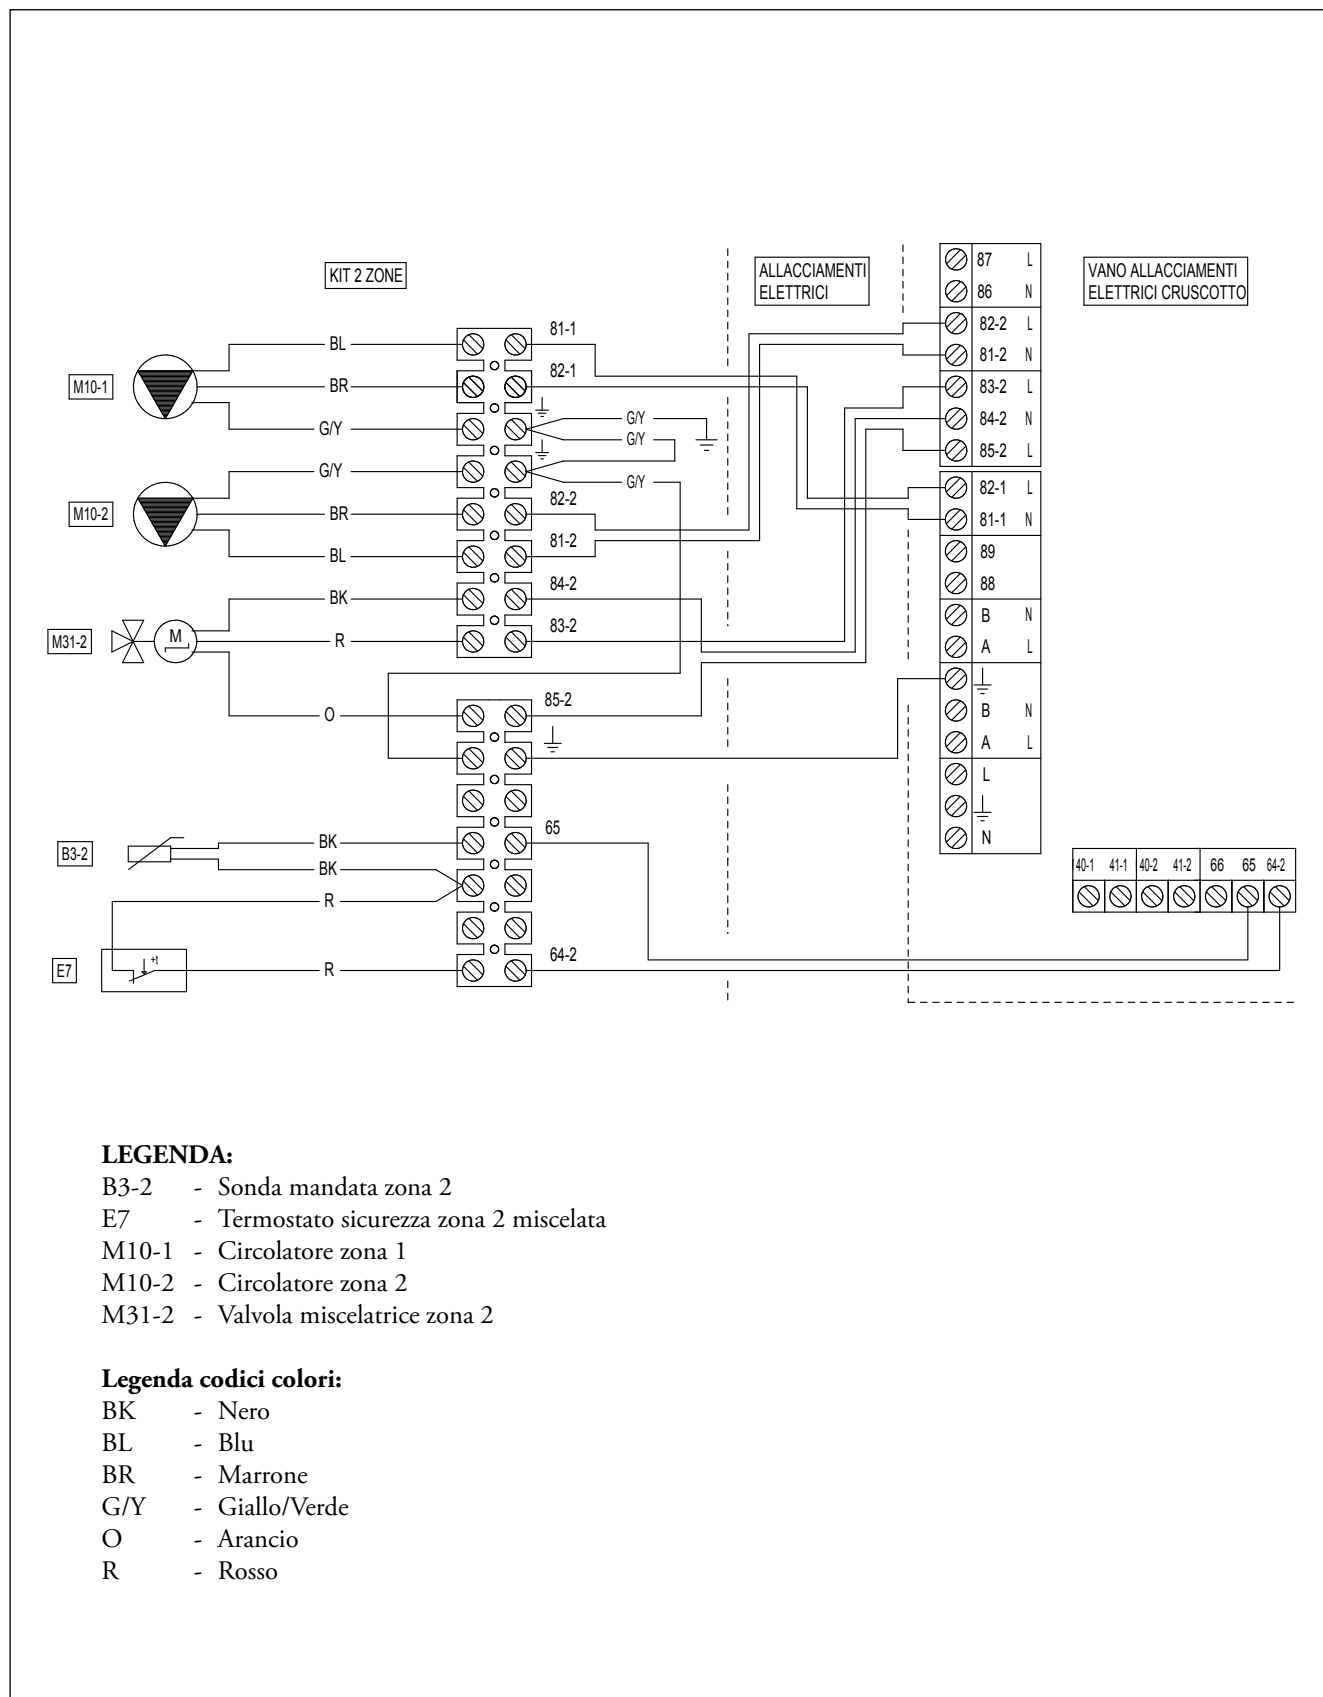 KIT 2 ZONE
ALLACCIAMENTI
ELETTRICI
VANO ALLACCIAMENTI
ELETTRICI CRUSCOTTO
87 L
86 N
82-2 L
81-2 N
83-2 L
84-2 N
85-2 L
82-1 L
81-1 N
89
88
B N
A L
B N
A L
L
N
M10-1
BL
BR
G/Y
81-1
82-1
G/Y
G/Y
G/Y
M10-2
G/Y
BR
BL
82-2
81-2
M31-2
M
BK
R
O
84-2
83-2
85-2
B3-2
BK
BK
R
65
E7
+t
R
64-2
40-1 41-1 40-2 41-2 66 65 64-2
LEGENDA:
B3-2 - Sonda mandata zona 2
E7 - Termostato sicurezza zona 2 miscelata
M10-1 - Circolatore zona 1
M10-2 - Circolatore zona 2
M31-2 - Valvola miscelatrice zona 2
Legenda codici colori:
BK - Nero
BL - Blu
BR - Marrone
G/Y - Giallo/Verde
O - Arancio
R - Rosso